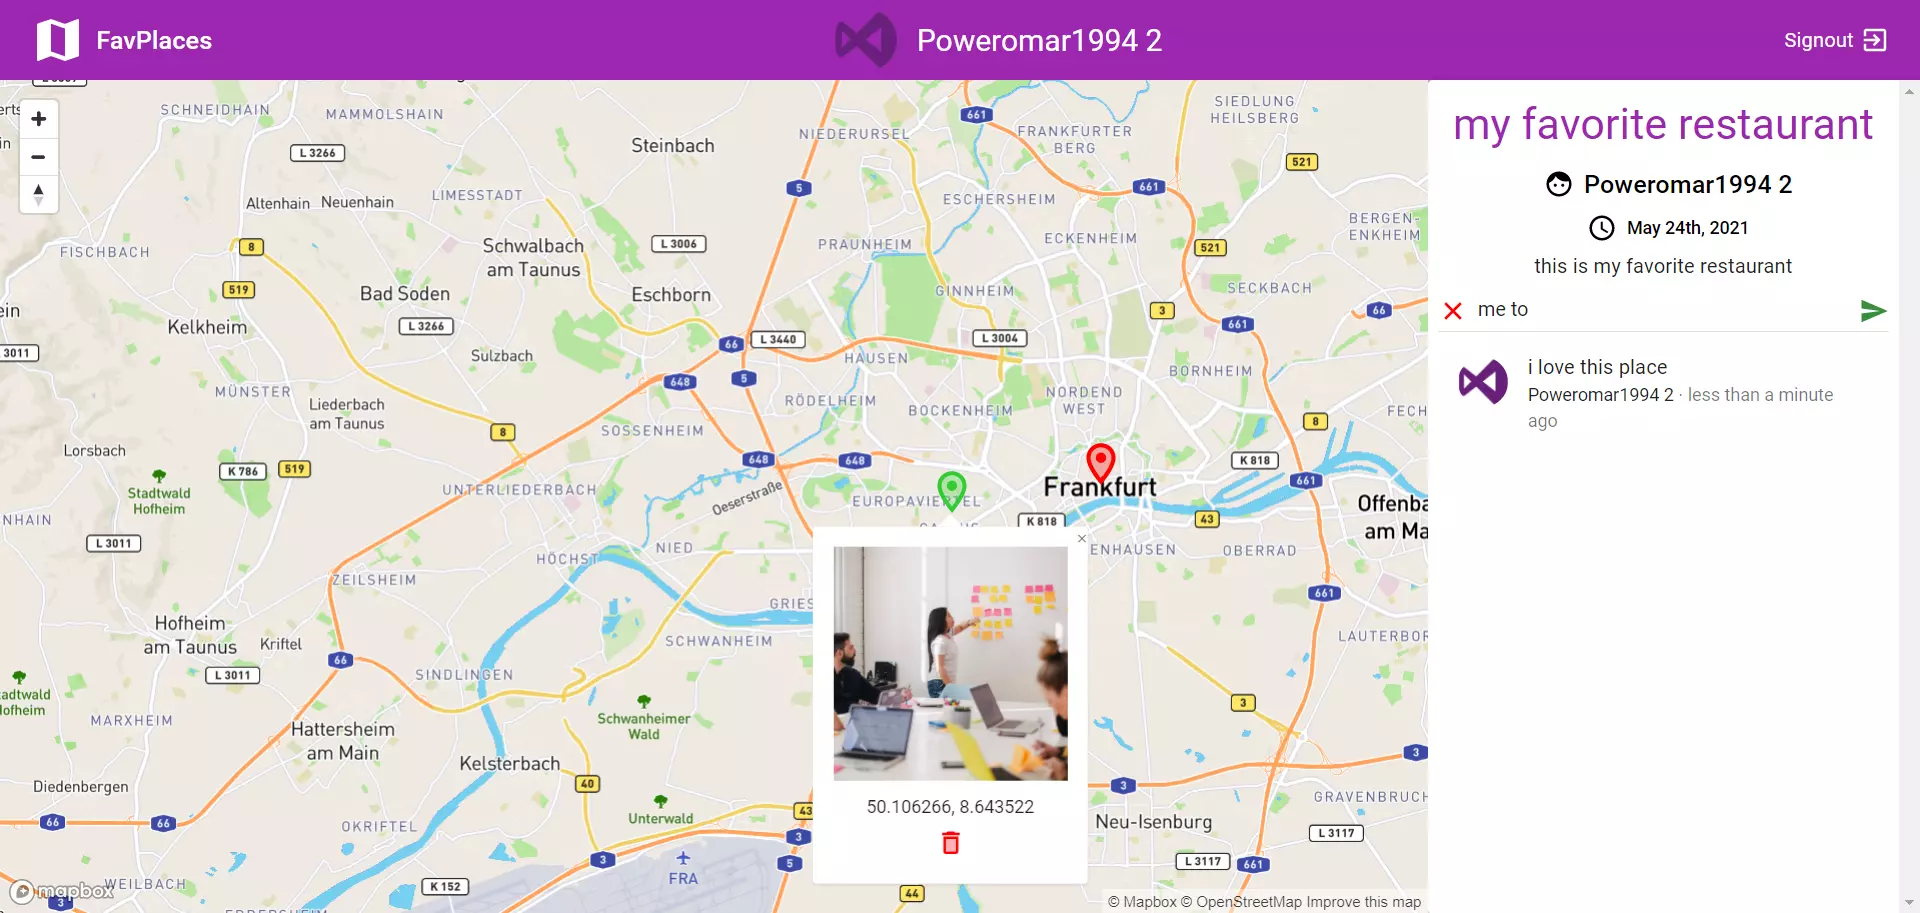 FavPlaces
Poweromar1994 2
Signout
SCHNEIDHAIN
MAMMOLSHAIN
L 3266
Steinbach
NIEDERURSEL
661
FRANKFURTER
BERG
SIEDLUNG
HEILSBERG
521
Altenhain
Neuenhain
LIMESSTADT
5
661
ESCHERSHEIM
BERGEN-
ENKHEIM
FISCHBACH
8
Schwalbach
am Taunus
L 3006
PRAUNHEIM
ECKENHEIM
521
519
Bad Soden
Eschborn
GINNHEIM
SECKBACH
Kelkheim
L 3266
66
L 3440
L 3004
3
661
66
3011
Sulzbach
HAUSEN
MÜNSTER
648
5
NORDEND
WEST
BORNHEIM
Liederbach
am Taunus
RÖDELHEIM
BOCKENHEIM
FECH
8
SOSSENHEIM
8
Lorsbach
K 786
519
648
648
K 818
Stadtwald
Hofheim
UNTERLIEDERBACH
Oeserstraße
EUROPAVIERTEL
Frankfurt
661
Offenba
am Ma
NHAIN
L 3011
K 818
43
HÖCHST
NIED
ENHAUSEN
OBERRAD
ZEILSHEIM
661
GRIES
Hofheim
am Taunus
Kriftel
SCHWANHEIM
LAUTERBOR
66
L 3011
SINDLINGEN
adtwald
ofheim
MARXHEIM
Schwanheimer
Wald
3
Hattersheim
am Main
Kelsterbach
3
Diedenbergen
40
3
GRAVENBRUCH
66
66
OKRIFTEL
Unterwald
43
3
Neu-Isenburg
L 3117
3
5
L 3117
661
FRA
WEILBACH
K 152
44
3
EDDERSHEIM
mapbox
50.106266, 8.643522
© Mapbox © OpenStreetMap Improve this map
my favorite restaurant
Poweromar1994 2
May 24th, 2021
this is my favorite restaurant
me to
i love this place
Poweromar1994 2 · less than a minute
ago